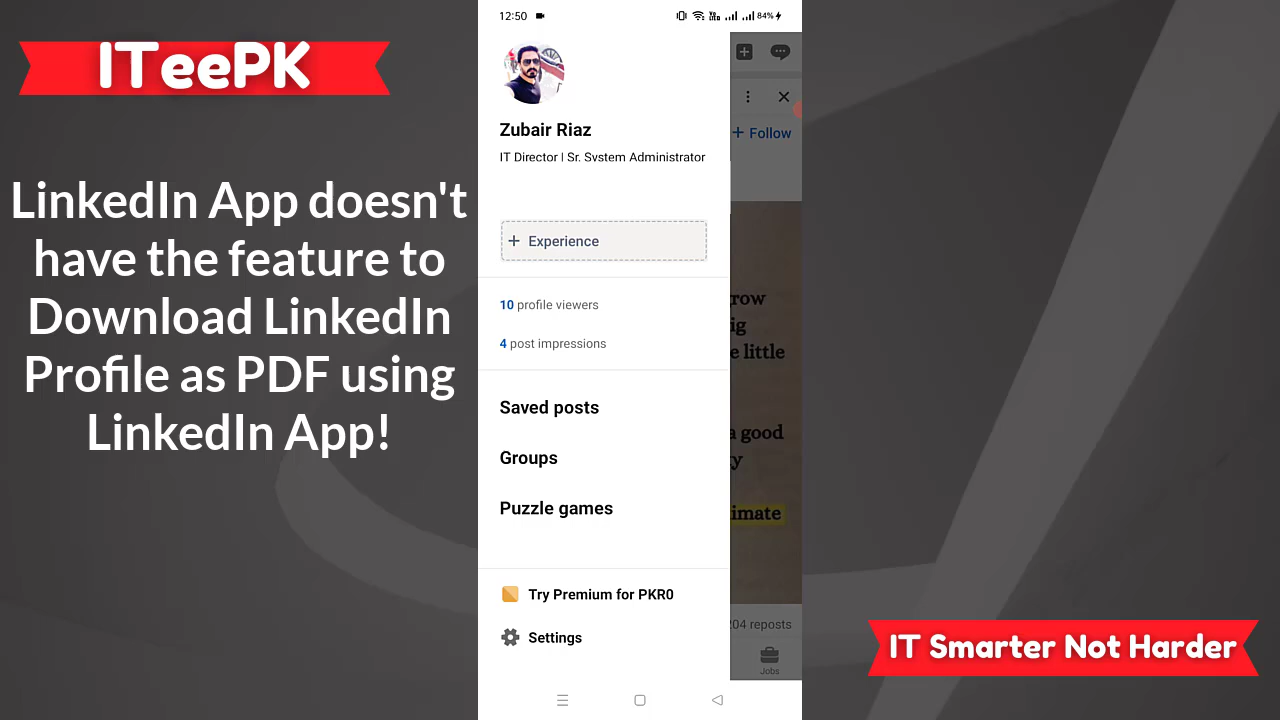 ITeePK
LinkedIn App doesn't
have the feature to
Download LinkedIn
Profile as PDF using
LinkedIn App!
12:50
84%
Zubair Riaz
IT Director | Sr. System Administrator
+ Experience
10 profile viewers
4 post impressions
Saved posts
Groups
Puzzle games
Try Premium for PKR0
Settings
+ Follow
row
ig
e little
a good
gy
imate
204 reposts
Jobs
IT Smarter Not Harder